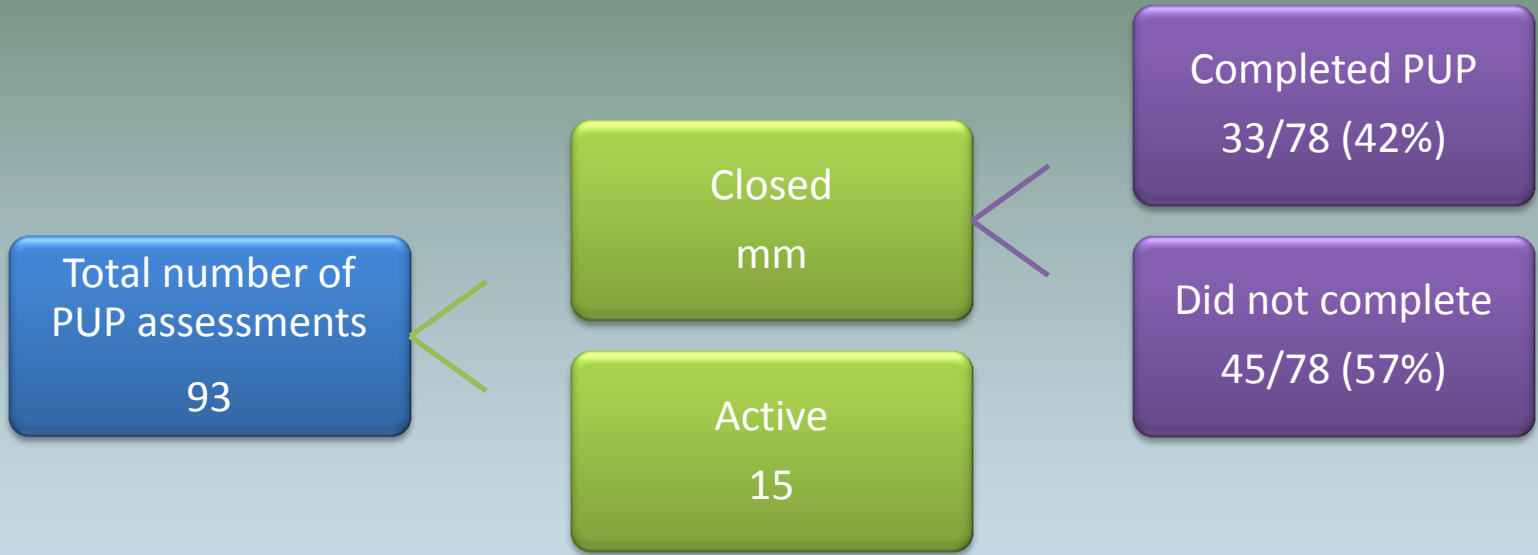 Total number of
PUP assessments
93
Closed
mm
Active
15
Completed PUP
33/78 (42%)
Did not complete
45/78 (57%)